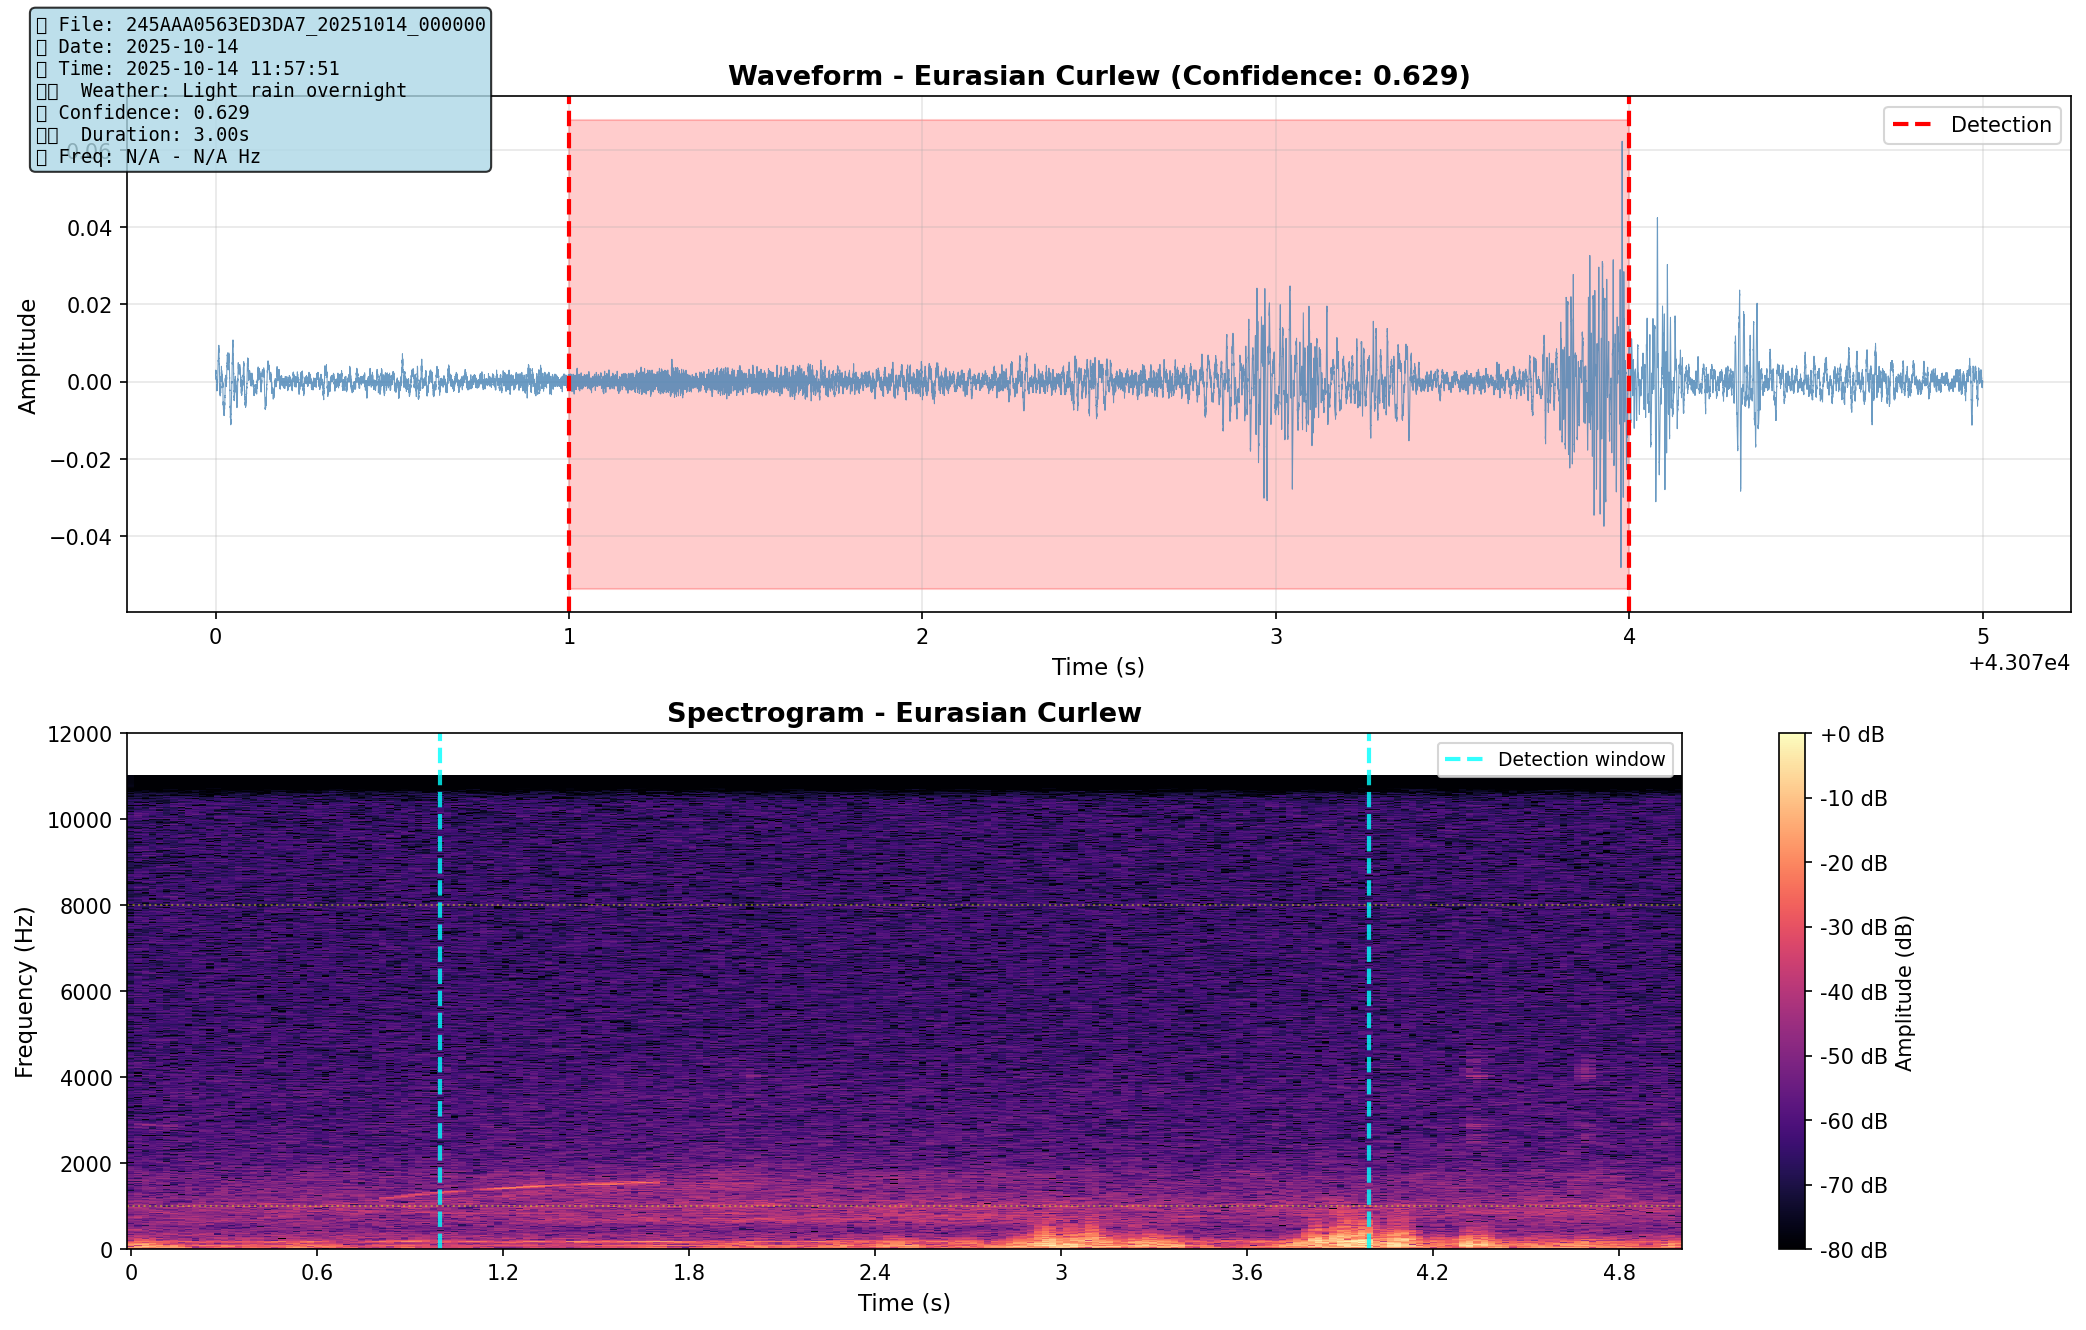 File: 245AAA0563ED3DA7_20251014_000000
Date: 2025-10-14
Time: 2025-10-14 11:57:51
Weather: Light rain overnight
Confidence: 0.629
Duration: 3.00s
Freq: N/A - N/A Hz
Waveform - Eurasian Curlew (Confidence: 0.629)
Detection
Amplitude
0.06
0.04
0.02
0.00
−0.02
−0.04
0
1
2
3
4
5
Time (s)
+4.307e4
Spectrogram - Eurasian Curlew
Detection window
Frequency (Hz)
12000
10000
8000
6000
4000
2000
0
0
0.6
1.2
1.8
2.4
3
3.6
4.2
4.8
Time (s)
+0 dB
-10 dB
-20 dB
-30 dB
-40 dB
-50 dB
-60 dB
-70 dB
-80 dB
Amplitude (dB)